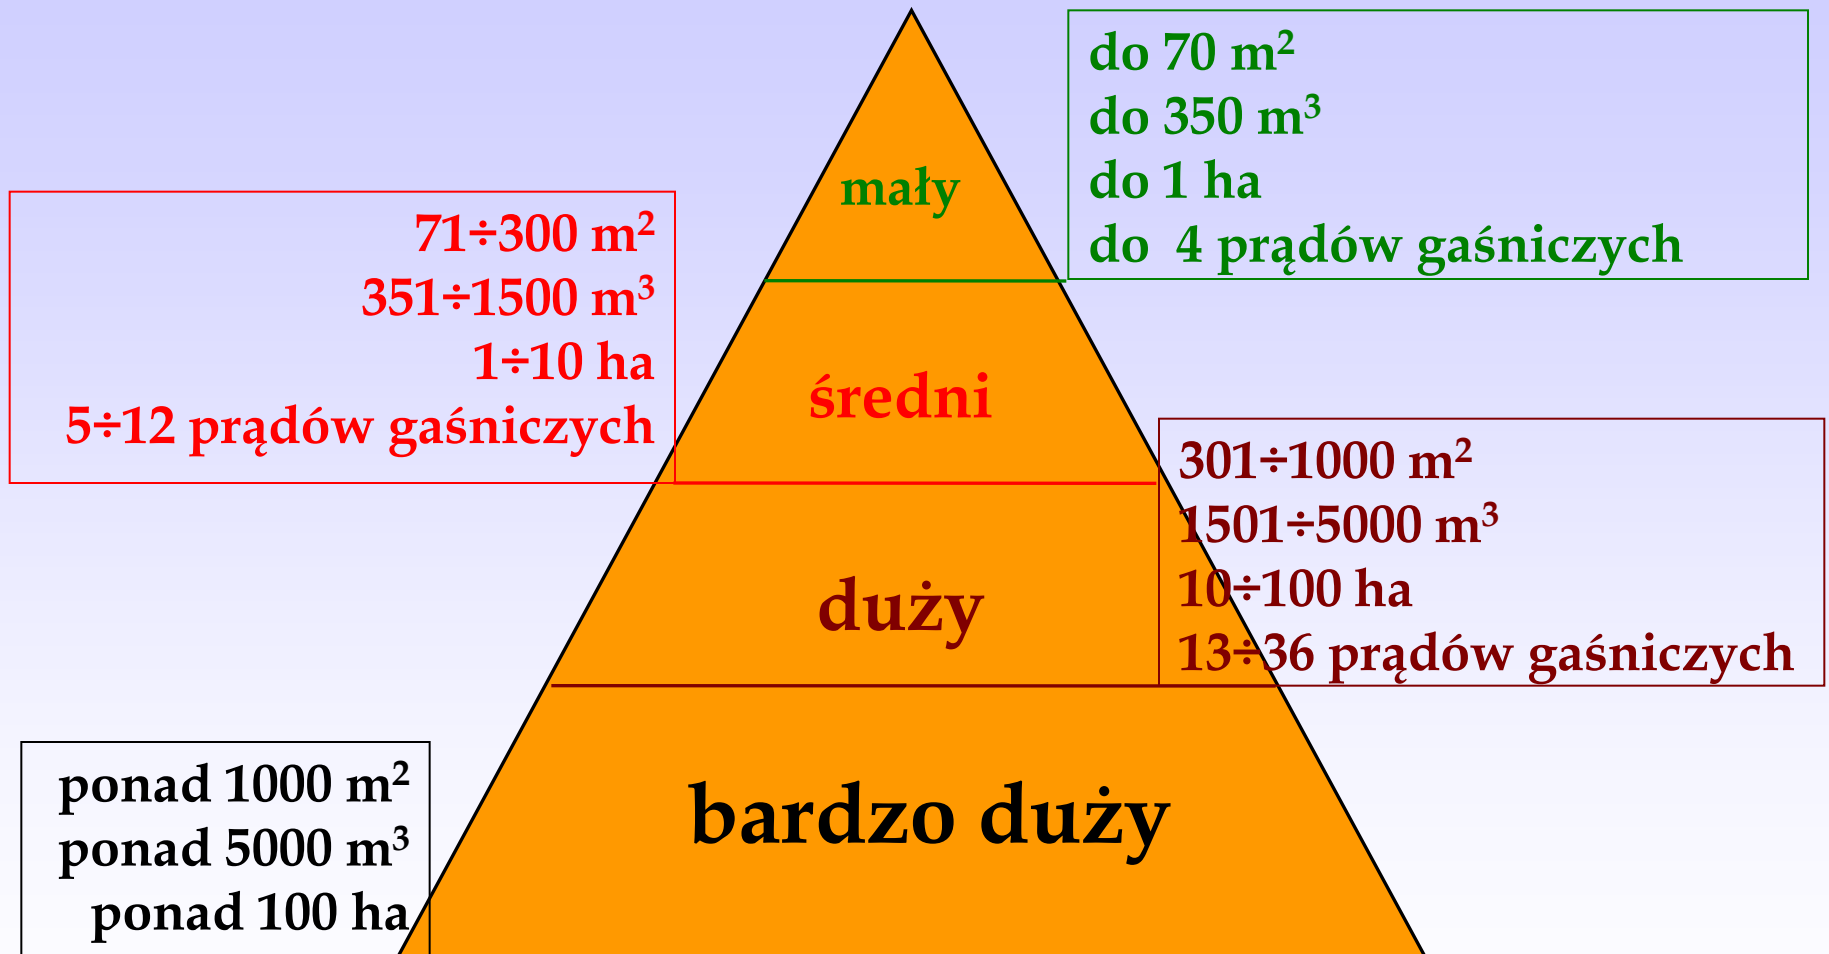 do 70 m²
do 350 m³
do 1 ha
do 4 prądów gaśniczych
mały
71÷300 m²
351÷1500 m³
1÷10 ha
5÷12 prądów gaśniczych
średni
301÷1000 m²
1501÷5000 m³
10÷100 ha
13÷36 prądów gaśniczych
duży
ponad 1000 m²
ponad 5000 m³
ponad 100 ha
bardzo duży